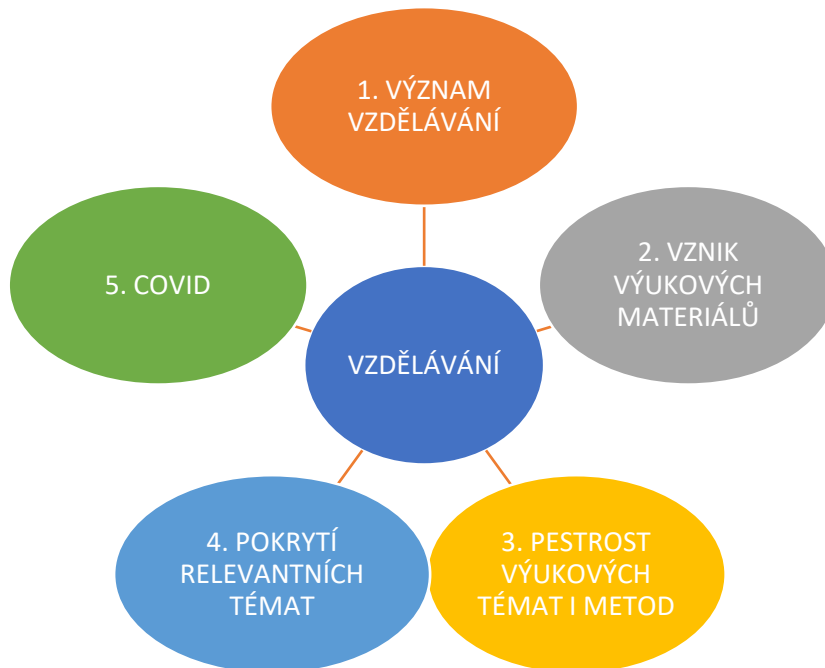 1. VÝZNAM
VZDĚLÁVÁNÍ
2. VZNIK
VÝUKOVÝCH
MATERIÁLŮ
5. COVID
VZDĚLÁVÁNÍ
4. POKRYTÍ
RELEVANTNÍCH
TÉMAT
3. PESTROST
VÝUKOVÝCH
TÉMAT I METOD